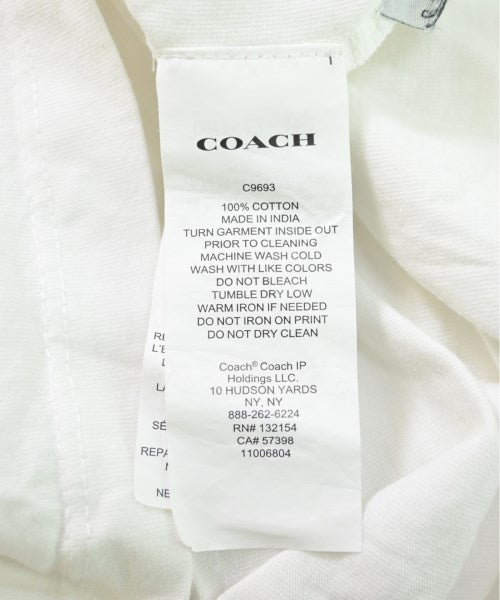 COACH
C9693
100% COTTON
MADE IN INDIA
TURN GARMENT INSIDE OUT
PRIOR TO CLEANING
MACHINE WASH COLD
WASH WITH LIKE COLORS
DO NOT BLEACH
TUMBLE DRY LOW
WARM IRON IF NEEDED
DO NOT IRON ON PRINT
DO NOT DRY CLEAN
Coach® Coach IP
Holdings LLC.
10 HUDSON YARDS
NY, NY
888-262-6224
RN# 132154
CA# 57398
11006804